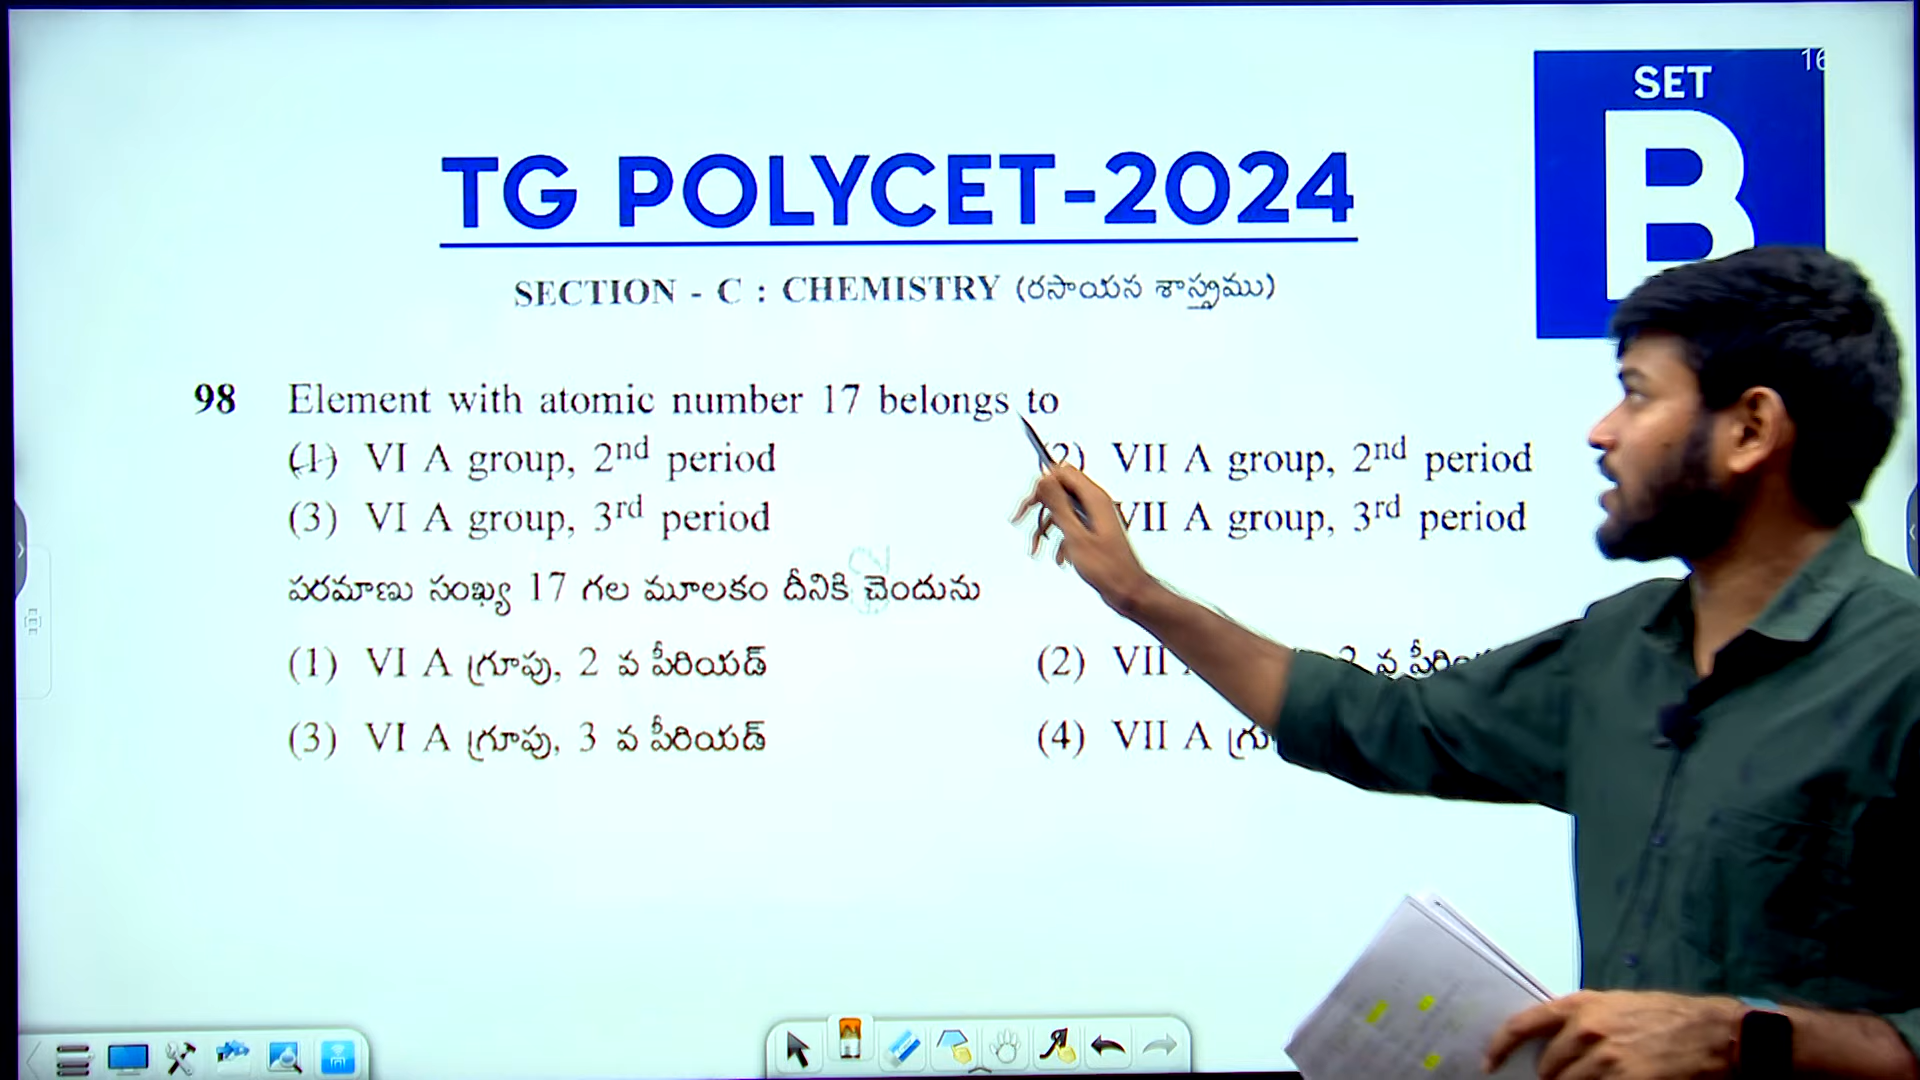 16
SET
B
TG POLYCET-2024
SECTION - C : CHEMISTRY (రసాయన శాస్త్రము)
98 Element with atomic number 17 belongs to
(1) VI A group, 2nd period (2) VII A group, 2nd period
(3) VI A group, 3rd period VII A group, 3rd period
పరమాణు సంఖ్య 17 గల మూలకం దీనికి చెందును
(1) VI A గ్రూపు, 2 వ పీరియడ్ (2) VII
(3) VI A గ్రూపు, 3 వ పీరియడ్ (4) VII A